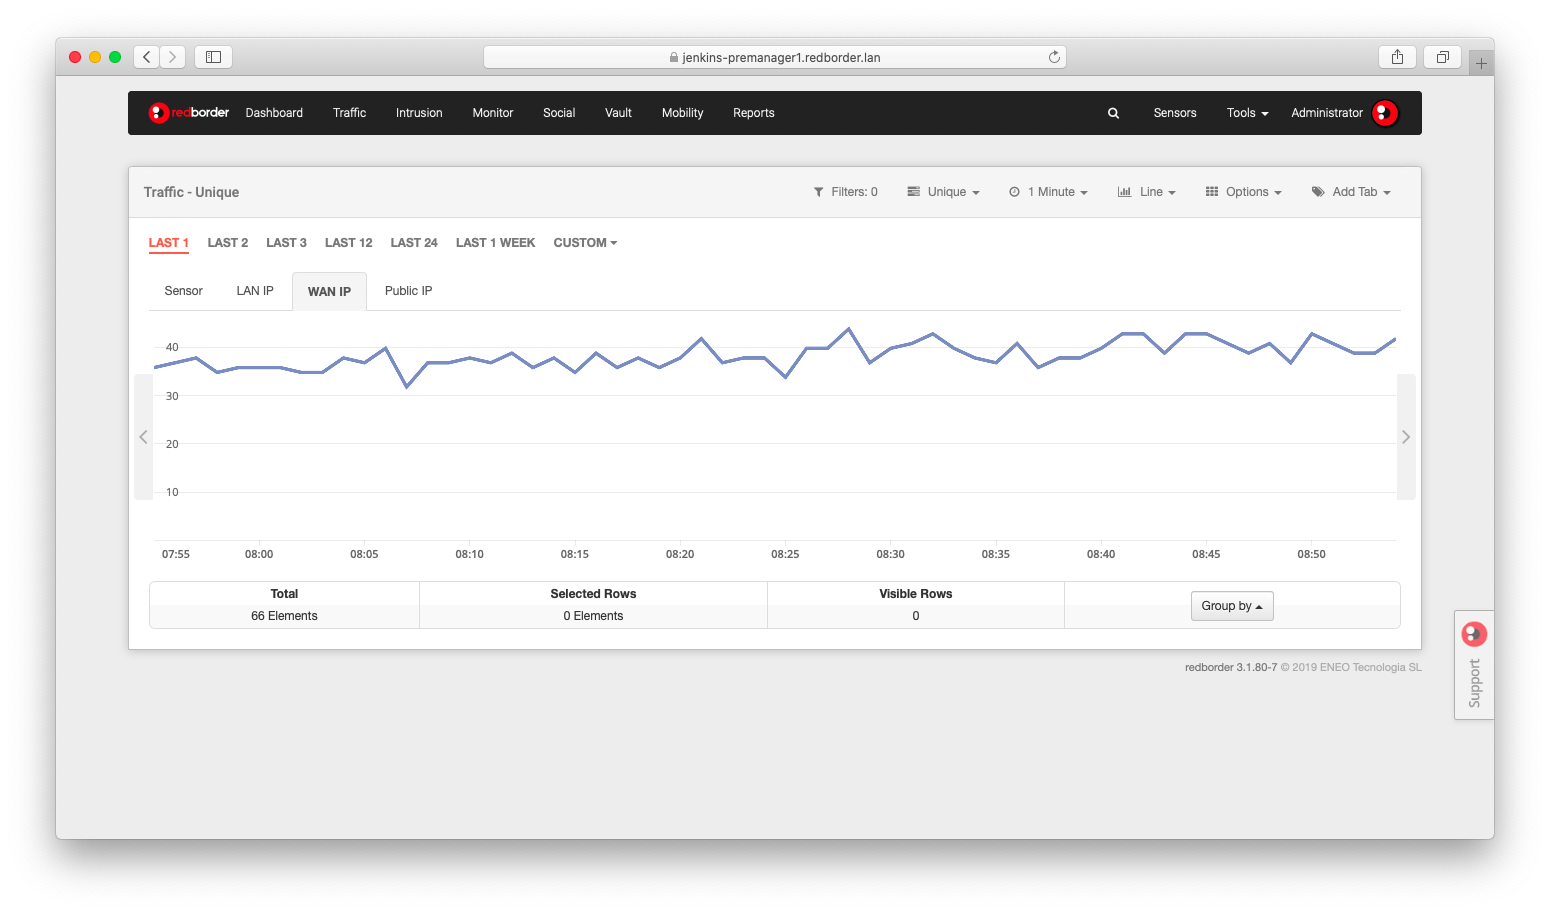 jenkins-premanager1.redborder.lan
redborder Dashboard Traffic Intrusion Monitor Social Vault Mobility Reports Sensors Tools Administrator
Traffic - Unique Filters: 0 Unique 1 Minute Line Options Add Tab
LAST 1 LAST 2 LAST 3 LAST 12 LAST 24 LAST 1 WEEK CUSTOM
Sensor LAN IP WAN IP Public IP
40
30
20
10
07:55 08:00 08:05 08:10 08:15 08:20 08:25 08:30 08:35 08:40 08:45 08:50
Total Selected Rows Visible Rows
66 Elements 0 Elements 0 Group by
Support
redborder 3.1.80-7 © 2019 ENEO Tecnologia SL